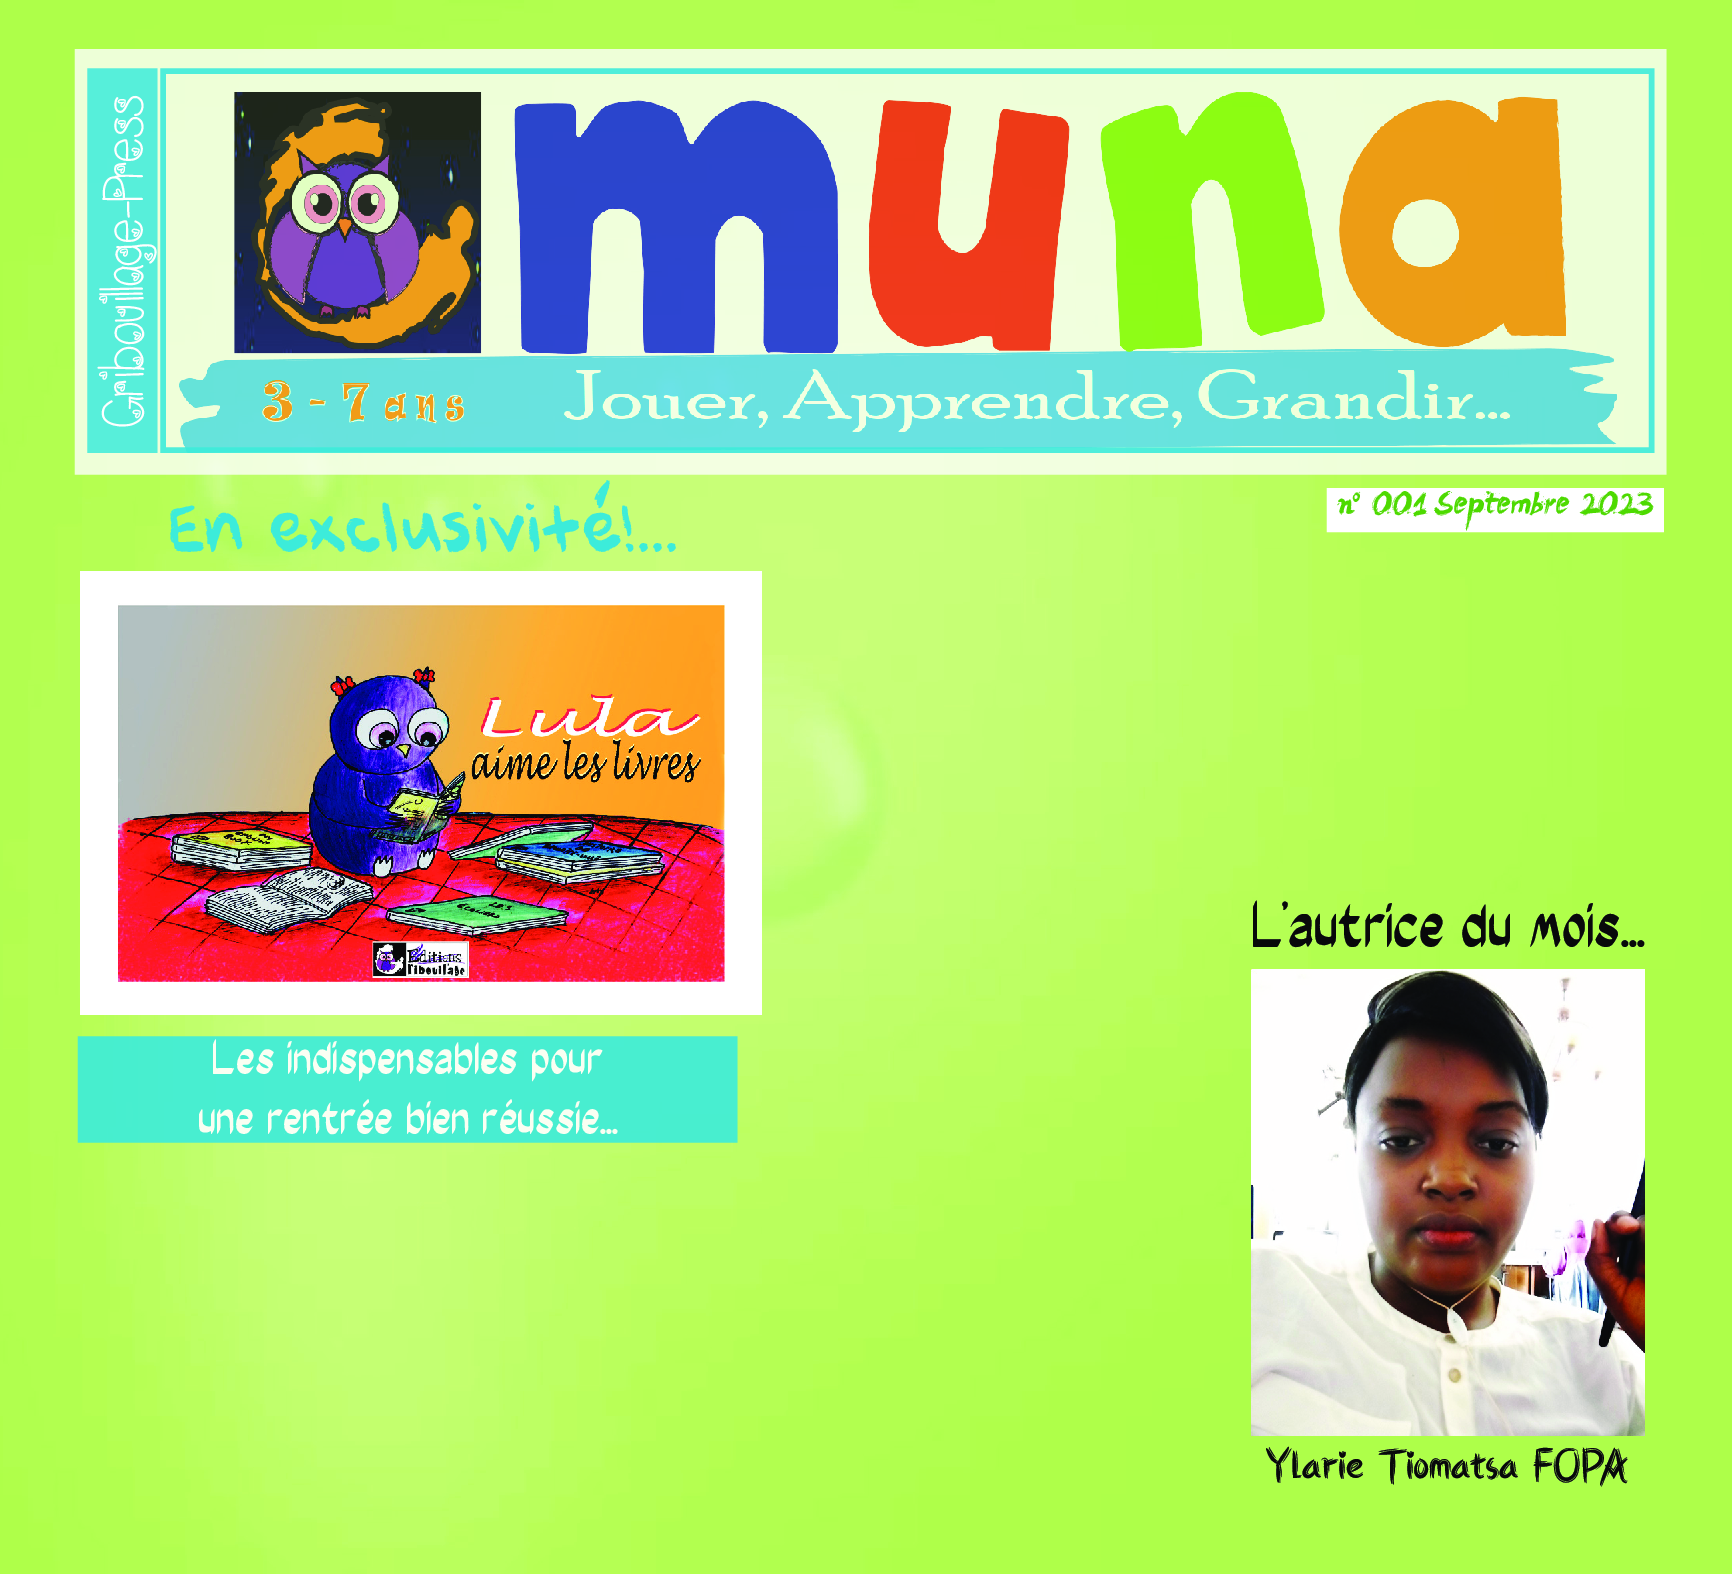 Gribouillage-Press
muna
3 - 7 ans
Jouer, Apprendre, Grandir...
n° 001 Septembre 2023
En exclusivité!...
Lula
aime les livres
Editions
Les indispensables pour
une rentrée bien réussie...
L'autrice du mois...
Ylarie Tiomatsa FOPA